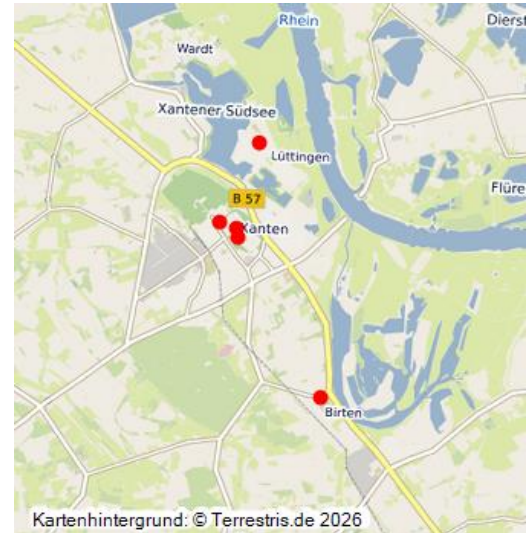 Rhein
Dierst
Wardt
Xantener Südsee
Lüttingen
Flüre
B 57
Xanten
Birten
Kartenhintergrund: © Terrestris.de 2026